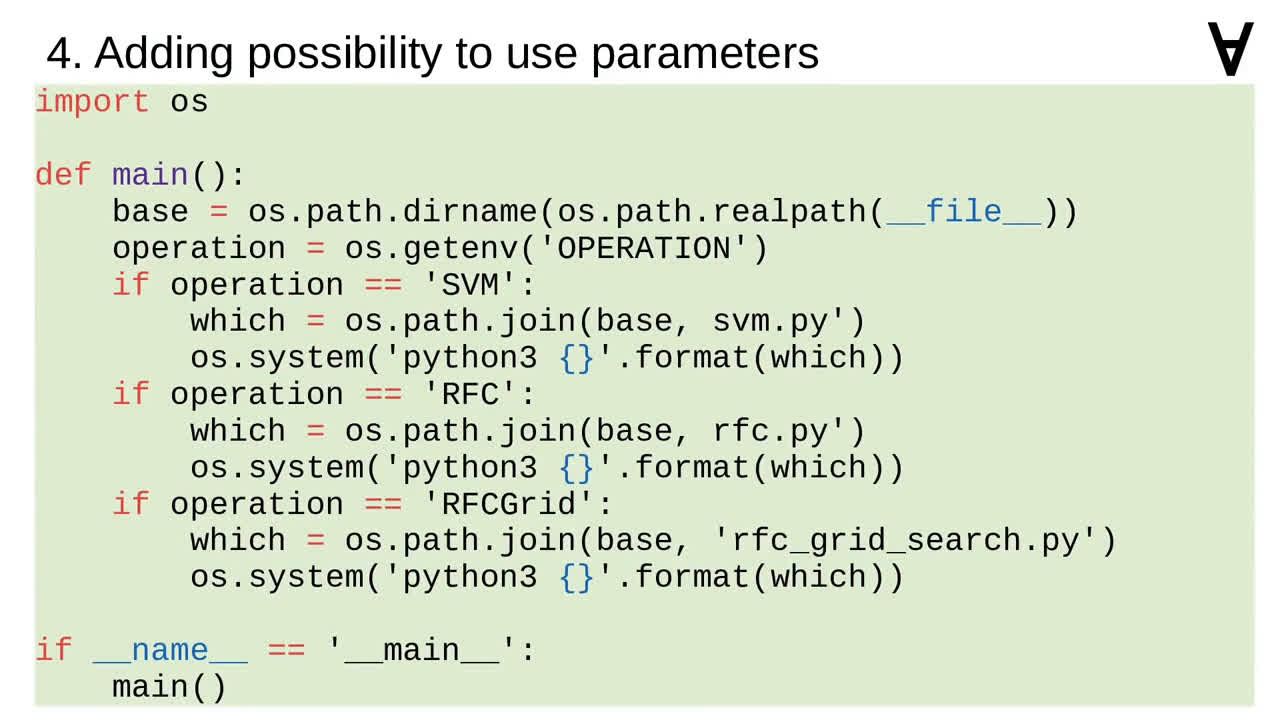 4. Adding possibility to use parameters
∀
import os
def main():
    base = os.path.dirname(os.path.realpath(__file__))
    operation = os.getenv('OPERATION')
    if operation == 'SVM':
        which = os.path.join(base, svm.py')
        os.system('python3 {}'.format(which))
    if operation == 'RFC':
        which = os.path.join(base, rfc.py')
        os.system('python3 {}'.format(which))
    if operation == 'RFCGrid':
        which = os.path.join(base, 'rfc_grid_search.py')
        os.system('python3 {}'.format(which))
if __name__ == '__main__':
    main()